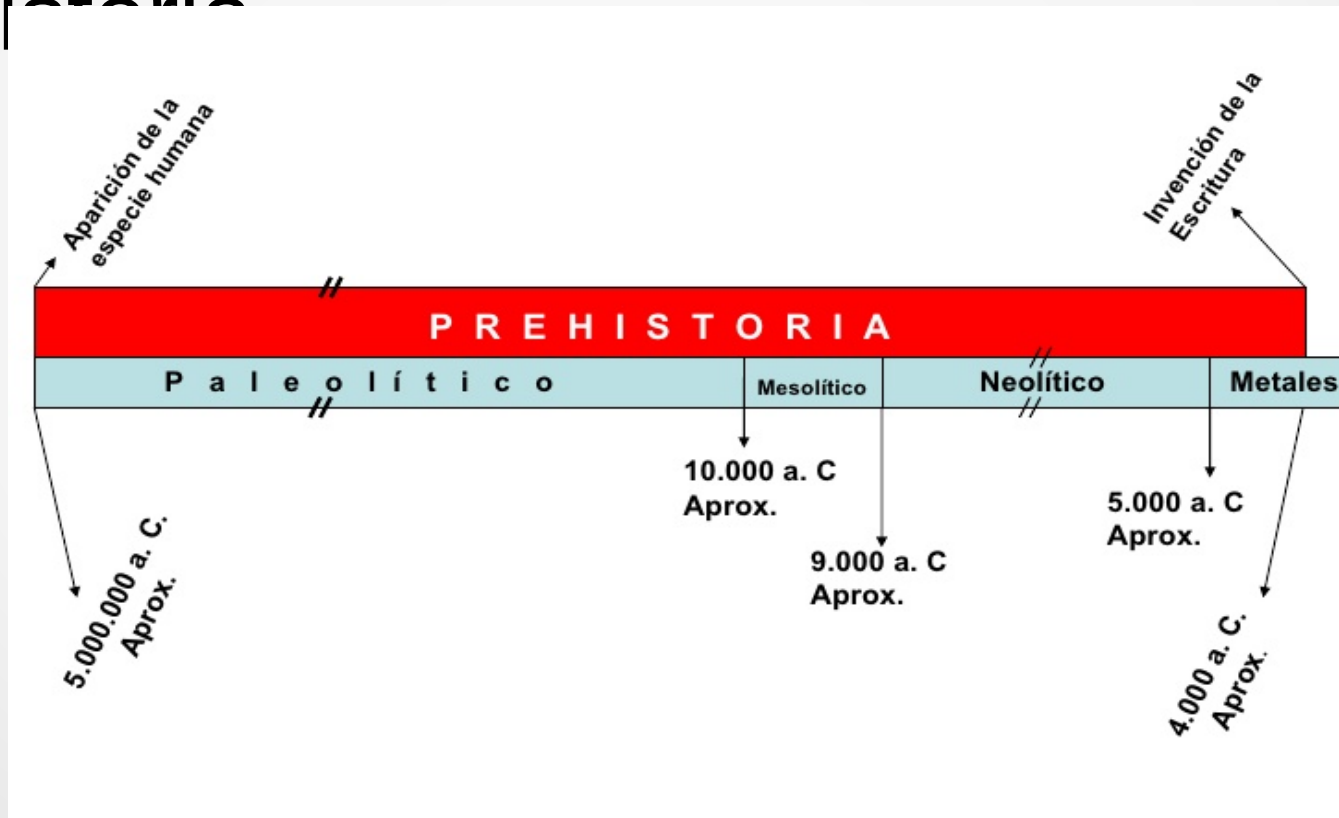 Aparición de la
especie humana
Invención de la
Escritura
PREHISTORIA
Paleolítico
Mesolítico
Neolítico
Metales
10.000 a. C
Aprox.
9.000 a. C
Aprox.
5.000 a. C
Aprox.
5.000.000 a. C.
Aprox.
4.000 a. C.
Aprox.